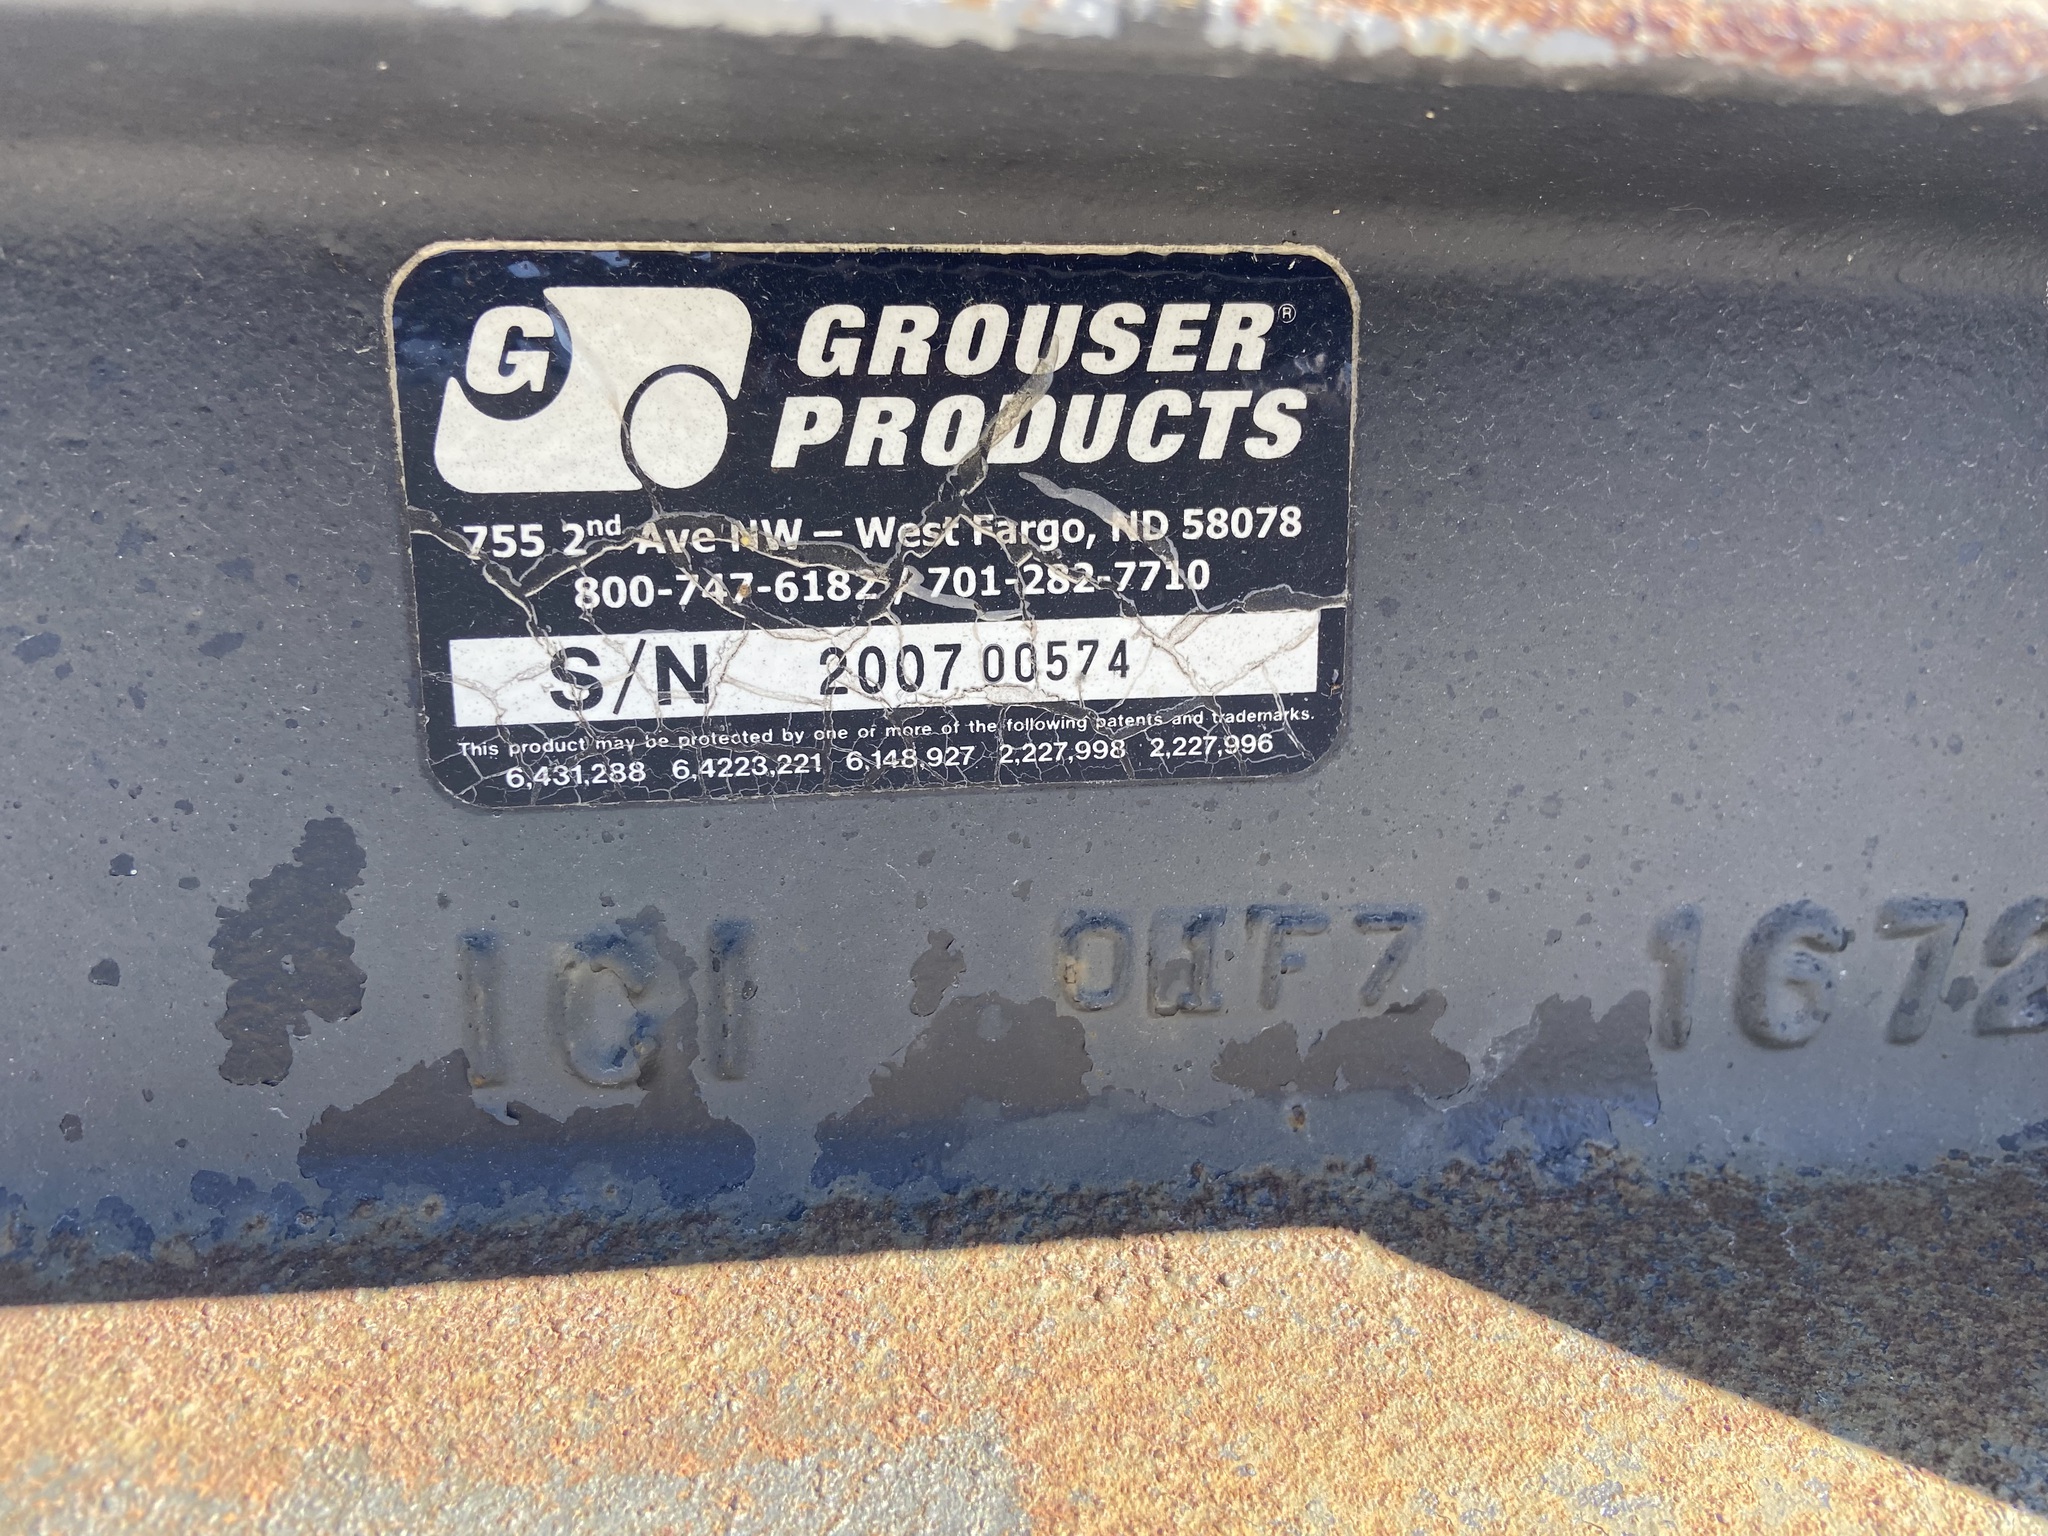 G
GROUSER®
PRODUCTS
755 2nd Ave NW – West Fargo, ND 58078
800-747-6182 / 701-282-7710
S/N 2007 00574
This product may be protected by one or more of the following patents and trademarks.
6,431,288 6,4223,221 6,148,927 2,227,998 2,227,996
1C1 01F7 1672